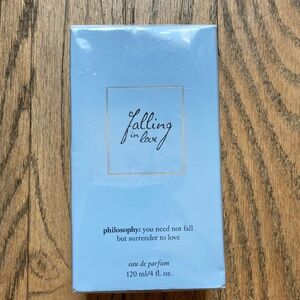 falling
in love
philosophy: you need not fall
but surrender to love
eau de parfum
120 ml/4 fl. oz.